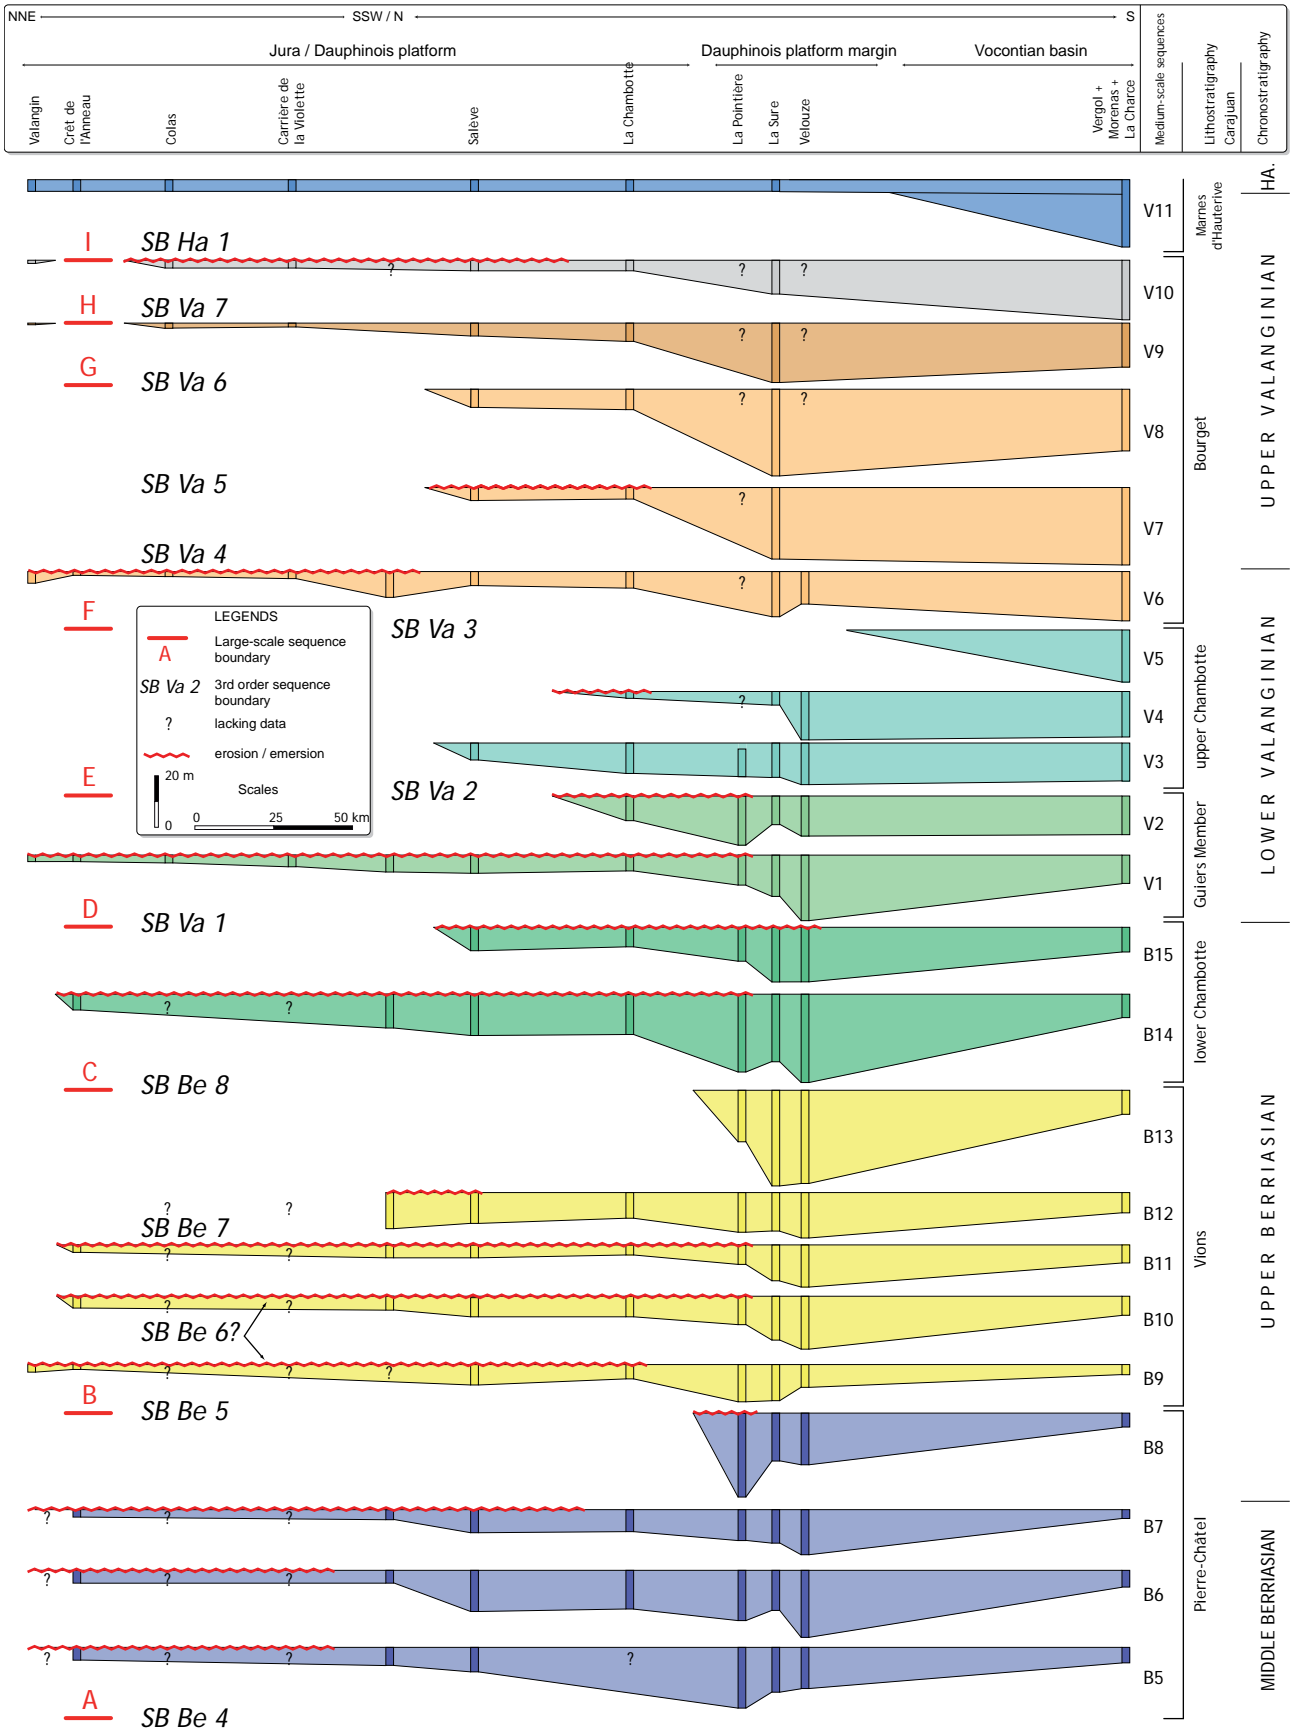 NNE SSW / N S
Jura / Dauphinois platform
Dauphinois platform margin
Vocontian basin
Valangin
Crêt de
l'Anneau
Colas
Carrière de
la Violette
Salève
La Chambotte
La Pointière
La Sure
Velouze
Vergol +
Morenas +
La Charce
Medium-scale sequences
Lithostratigraphy
Carajuan
Chronostratigraphy
HA.
V11
Marnes
d'Hauterive
I SB Ha 1
? ? ?
V10
H SB Va 7
? ?
V9
G SB Va 6
? ?
V8
Bourget
UPPER VALANGINIAN
SB Va 5
?
V7
SB Va 4
?
V6
F SB Va 3
LEGENDS
A
Large-scale sequence
boundary
SB Va 2
3rd order sequence
boundary
?
lacking data
erosion / emersion
20 m
0
Scales
0 25 50 km
V5
?
V4
upper Chambotte
V3
E SB Va 2
V2
Guiers Member
LOWER VALANGINIAN
V1
D SB Va 1
B15
lower Chambotte
? ?
B14
C SB Be 8
B13
? ?
B12
SB Be 7
? ?
B11
Vions
UPPER BERRIASIAN
? ?
B10
SB Be 6?
? ? ?
B9
B SB Be 5
B8
? ? ?
B7
Pierre-Châtel
? ? ?
B6
MIDDLE BERRIASIAN
? ? ? ?
B5
A SB Be 4